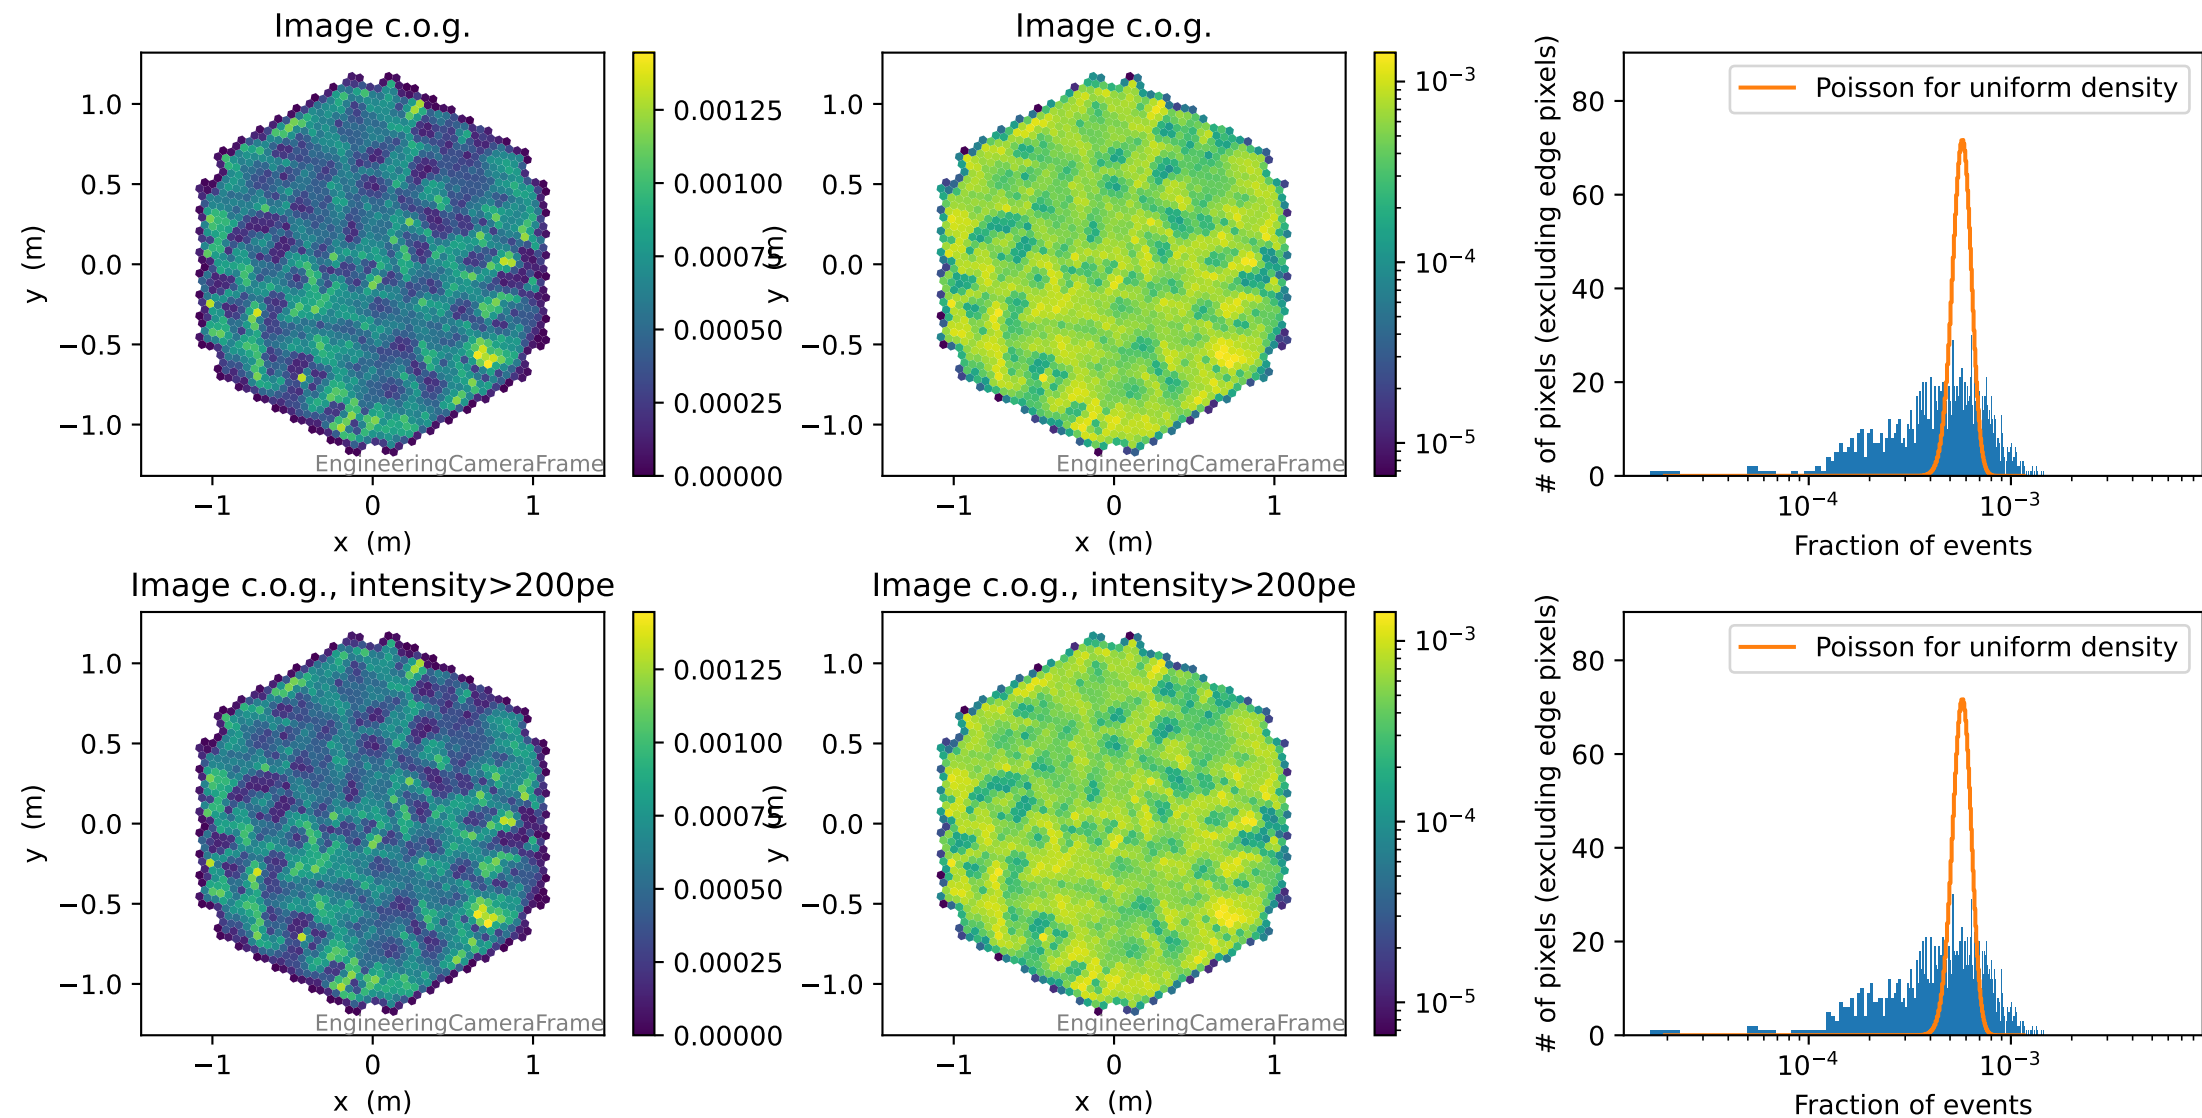 Image c.o.g.
y (m)
1.0
0.5
0.0
−0.5
−1.0
−1
0
1
x (m)
EngineeringCameraFrame
0.00125
0.00100
0.00075
0.00050
0.00025
0.00000
Image c.o.g.
y (m)
1.0
0.5
0.0
−0.5
−1.0
−1
0
1
x (m)
EngineeringCameraFrame
10⁻³
10⁻⁴
10⁻⁵
# of pixels (excluding edge pixels)
80
60
40
20
0
Poisson for uniform density
10⁻⁴
10⁻³
Fraction of events
Image c.o.g., intensity>200pe
y (m)
1.0
0.5
0.0
−0.5
−1.0
−1
0
1
x (m)
EngineeringCameraFrame
0.00125
0.00100
0.00075
0.00050
0.00025
0.00000
Image c.o.g., intensity>200pe
y (m)
1.0
0.5
0.0
−0.5
−1.0
−1
0
1
x (m)
EngineeringCameraFrame
10⁻³
10⁻⁴
10⁻⁵
# of pixels (excluding edge pixels)
80
60
40
20
0
Poisson for uniform density
10⁻⁴
10⁻³
Fraction of events